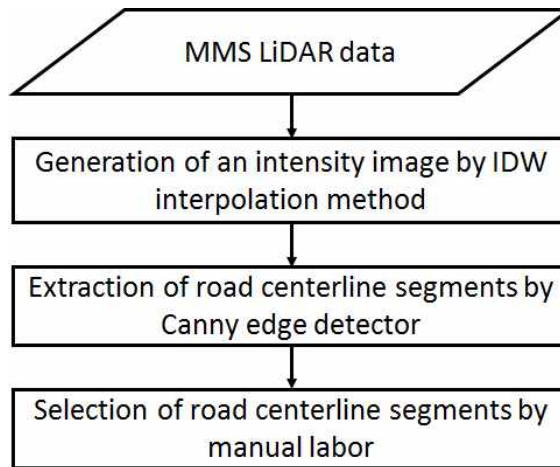 MMS LiDAR data
Generation of an intensity image by IDW
interpolation method
Extraction of road centerline segments by
Canny edge detector
Selection of road centerline segments by
manual labor